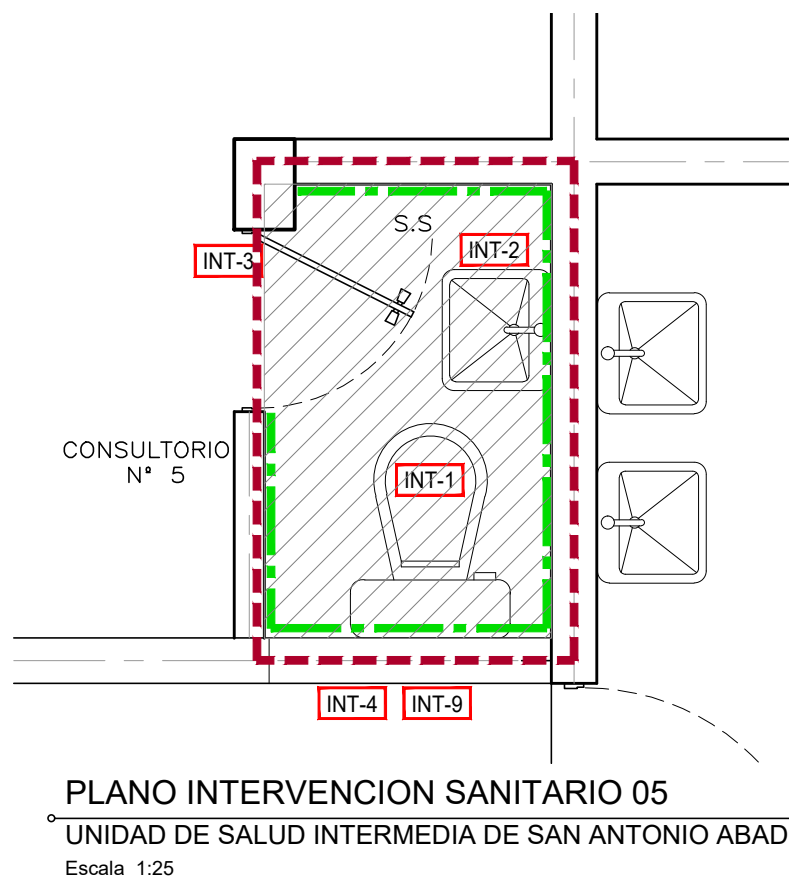 S.S
INT-2
INT-3
CONSULTORIO
Nº 5
INT-1
INT-4
INT-9
PLANO INTERVENCION SANITARIO 05
UNIDAD DE SALUD INTERMEDIA DE SAN ANTONIO ABAD
Escala 1:25